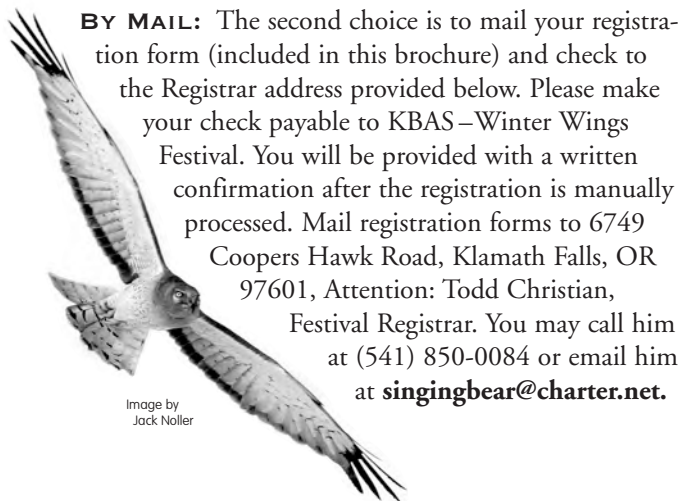 BY MAIL: The second choice is to mail your registra-
tion form (included in this brochure) and check to
the Registrar address provided below. Please make
your check payable to KBAS–Winter Wings
Festival. You will be provided with a written
confirmation after the registration is manually
processed. Mail registration forms to 6749
Coopers Hawk Road, Klamath Falls, OR
97601, Attention: Todd Christian,
Festival Registrar. You may call him
at (541) 850-0084 or email him
at singingbear@charter.net.
Image by
Jack Noller